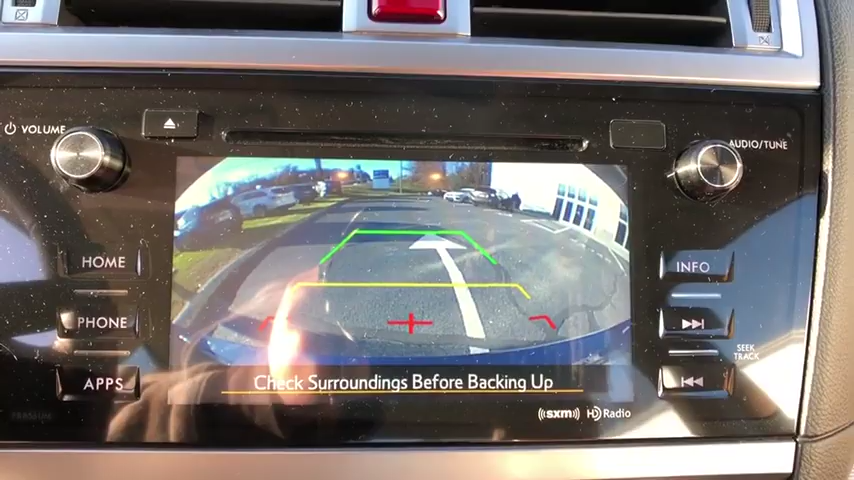 VOLUME
AUDIO/TUNE
HOME
INFO
PHONE
SEEK
TRACK
APPS
Check Surroundings Before Backing Up
((sxm)) HD Radio